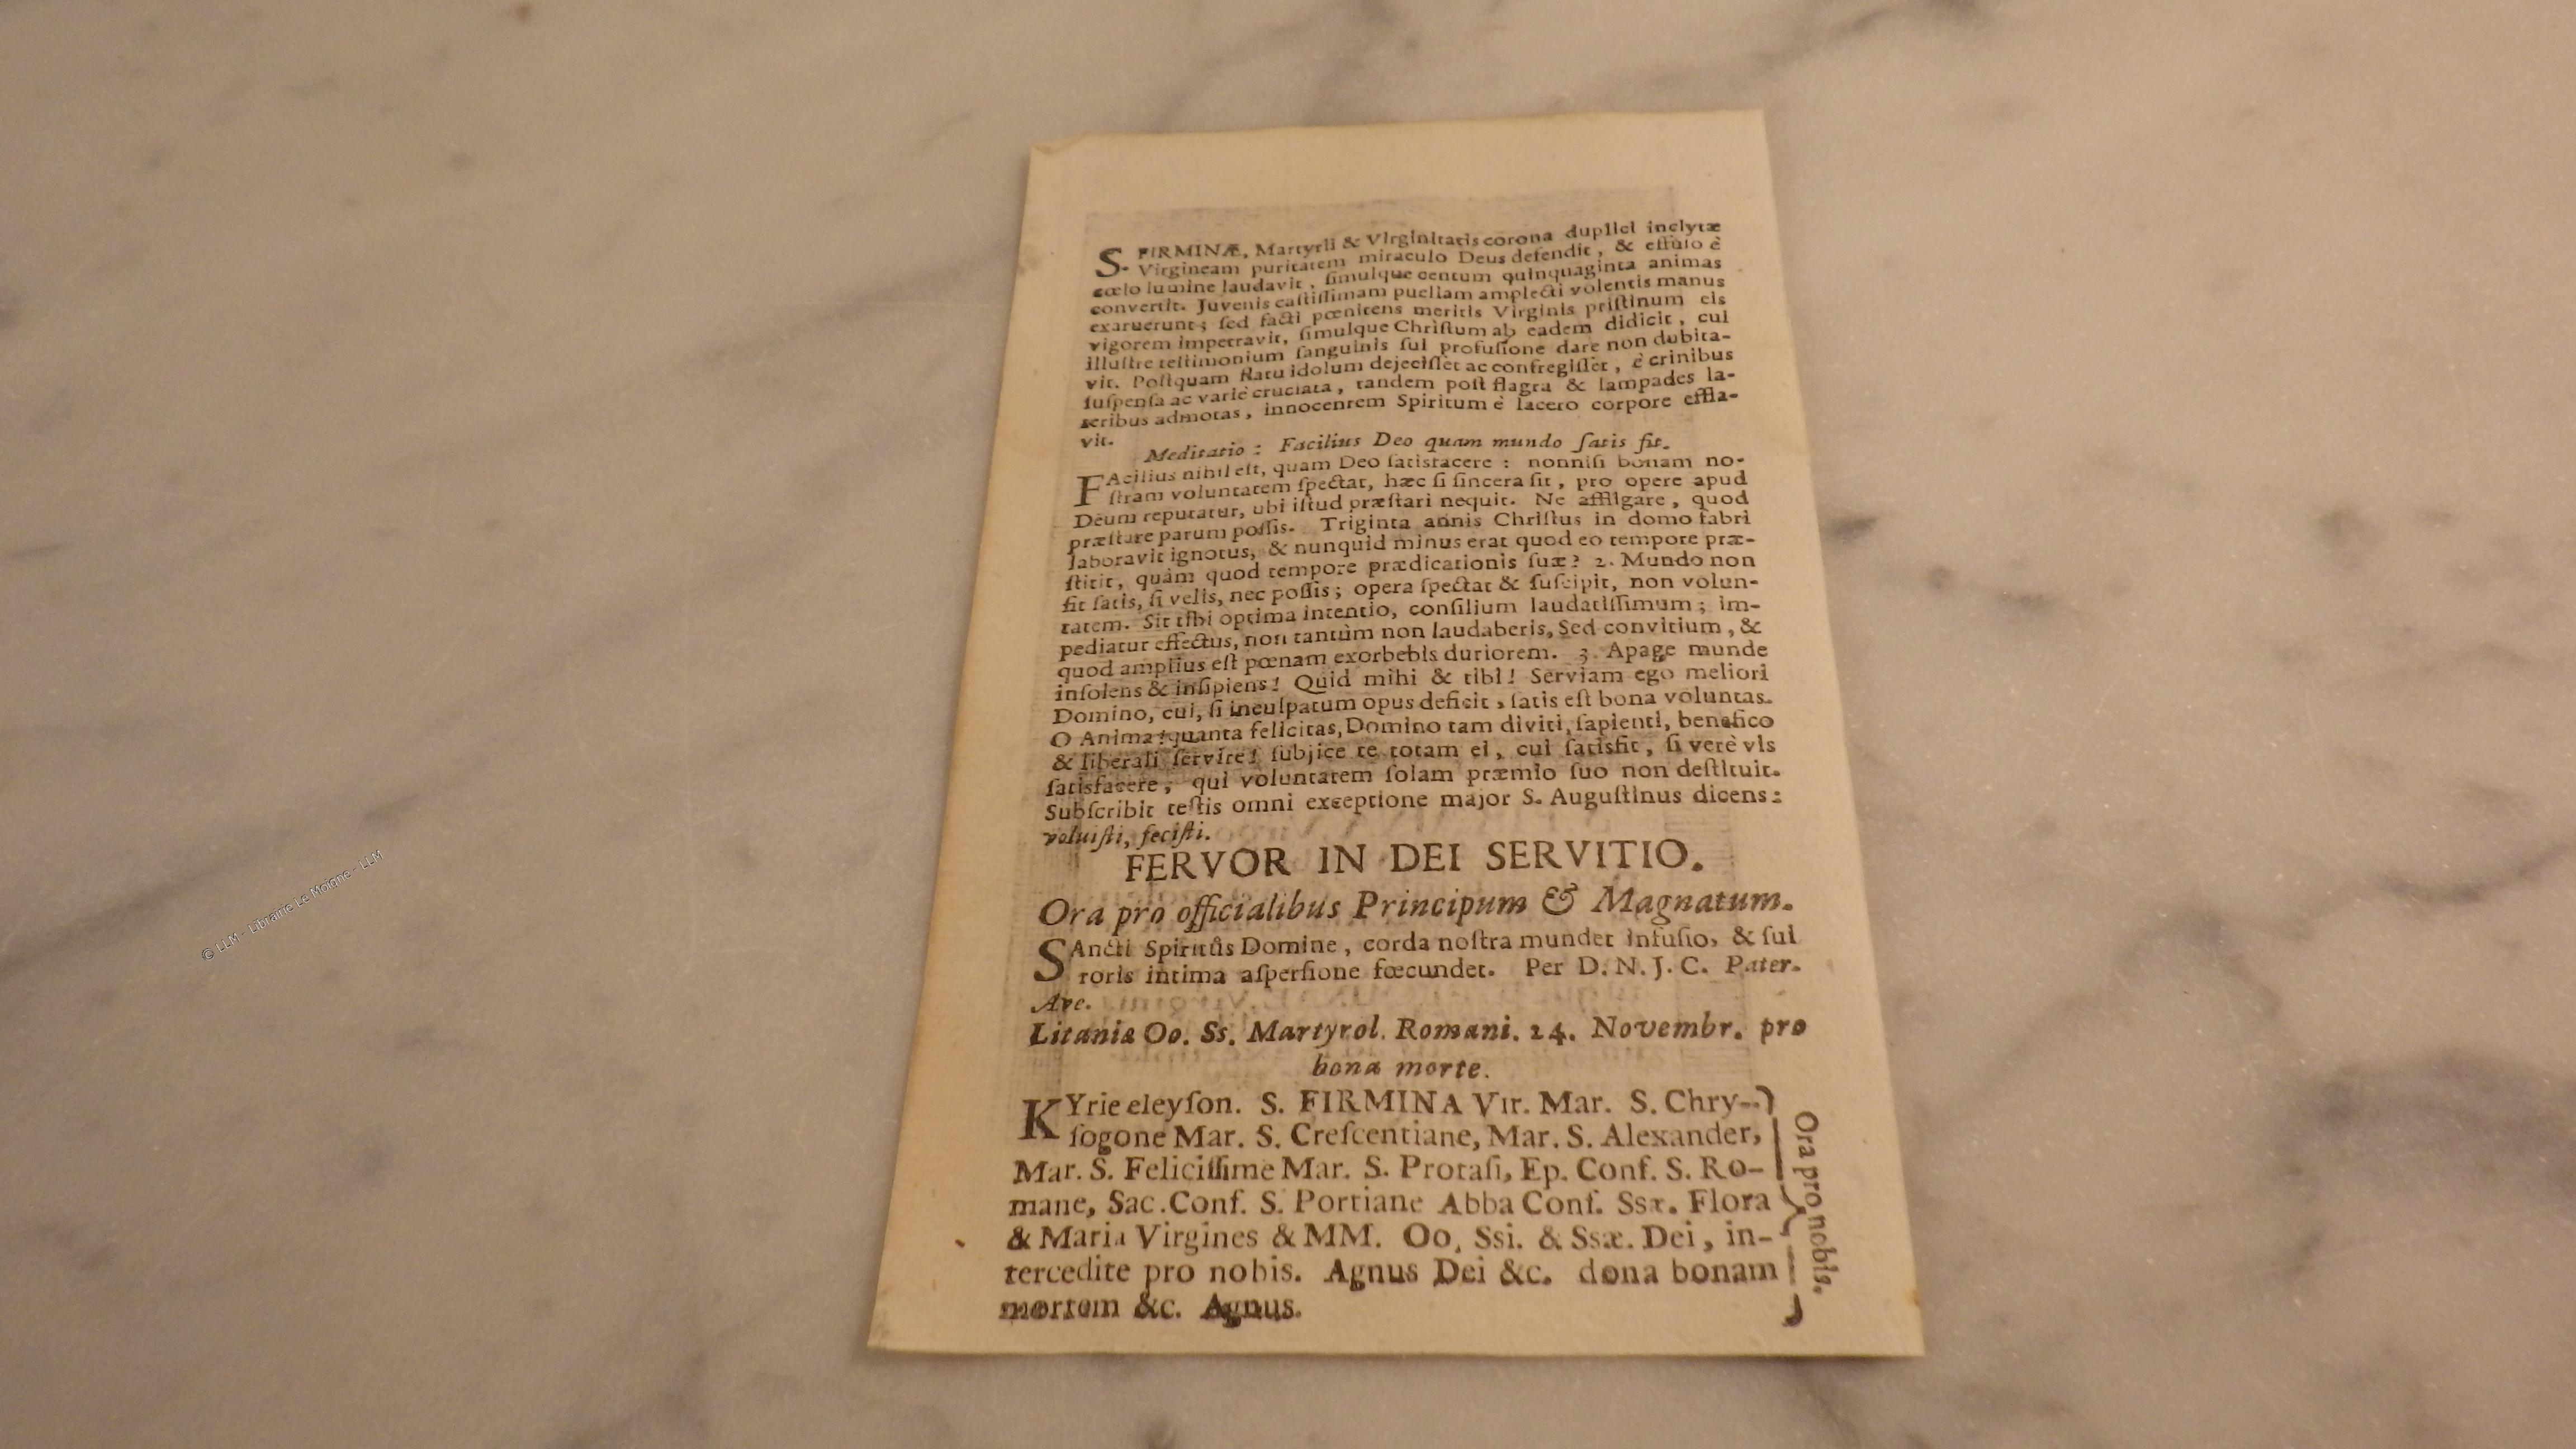 S. FIRMINÆ, Martyrii & Virginitatis corona duplici inclytæ
Virgineam puritatem miraculo Deus defendit, & effuso è
cœlo lumine laudavit, simulque centum quinquaginta animas
convertit. Juvenis castissimam puellam amplecti volentis manus
exaruerunt; sed facti pœnitens meritis Virginis pristinum eis
vigorem impetravit, simulque Christum ab eadem didicit, cui
illustre testimonium sanguinis sui profusione dare non dubita-
vit. Postquam flatu idolum dejecisset ac confregisset, è crinibus
suspensa ac variè cruciata, tandem post flagra & lampades la-
teribus admotas, innocenrem Spiritum è lacero corpore effla-
vit.
Meditatio: Facilius Deo quam mundo satis fit.
FAcilius nihil est, quam Deo satisfacere: nonnisi bonam no-
stram voluntatem spectat, hæc si sincera sit, pro opere apud
Deum reputatur, ubi istud præstari nequit. Ne affligare, quod
præstare parum possis. Triginta annis Christus in domo fabri
laboravit ignotus, & nunquid minus erat quod eo tempore præ-
stitit, quàm quod tempore prædicationis suæ? 2. Mundo non
fit satis, si velis, nec possis; opera spectat & suscipit, non volun-
tatem. Sit tibi optima intentio, consilium laudatissimum; im-
pediatur effectus, non tantùm non laudaberis, Sed convitium, &
quod amplius est pœnam exorbebis duriorem. 3. Apage munde
insolens & insipiens! Quid mihi & tibi! Serviam ego meliori
Domino, cui, si inculpatum opus deficit, satis est bona voluntas.
O Anima! quanta felicitas, Domino tam diviti, sapienti, benefico
& liberali servire! subjice te totam ei, cui satisfit, si verè vis
satisfacere; qui voluntatem solam præmio suo non destituit.
Subscribit testis omni exceptione major S. Augustinus dicens:
voluisti, fecisti.
FERVOR IN DEI SERVITIO.
Ora pro officialibus Principum & Magnatum.
SAncti Spiritûs Domine, corda nostra mundet infusio, & sui
roris intima aspersione fœcundet. Per D. N. J. C. Pater.
Ave.
Litaniæ Oo. Ss. Martyrol. Romani. 24. Novembr. pro
bona morte.
KYrie eleyson. S. FIRMINA Vir. Mar. S. Chry-
sogone Mar. S. Crescentiane, Mar. S. Alexander,
Mar. S. Felicissime Mar. S. Protasi, Ep. Conf. S. Ro-
mane, Sac. Conf. S. Portiane Abba Conf. Ssæ. Flora
& Maria Virgines & MM. Oo, Ssi. & Ssæ. Dei, in-
tercedite pro nobis. Agnus Dei &c. dona bonam
mortem &c. Agnus.
Ora pro nobis.
© LLM - Librairie Le Moigne - LLM